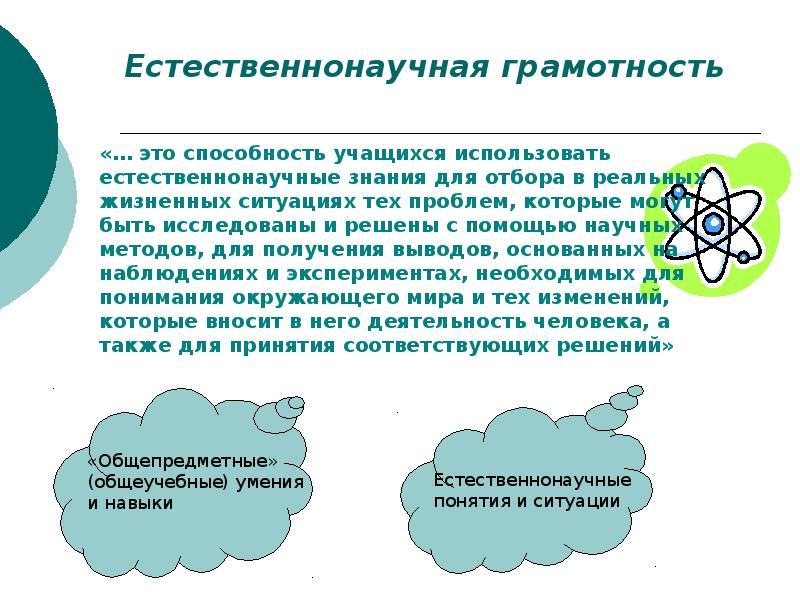 Естественнонаучная грамотность
«… это способность учащихся использовать
естественнонаучные знания для отбора в реальных
жизненных ситуациях тех проблем, которые могут
быть исследованы и решены с помощью научных
методов, для получения выводов, основанных на
наблюдениях и экспериментах, необходимых для
понимания окружающего мира и тех изменений,
которые вносит в него деятельность человека, а
также для принятия соответствующих решений»
«Общепредметные»
(общеучебные) умения
и навыки
Естественнонаучные
понятия и ситуации